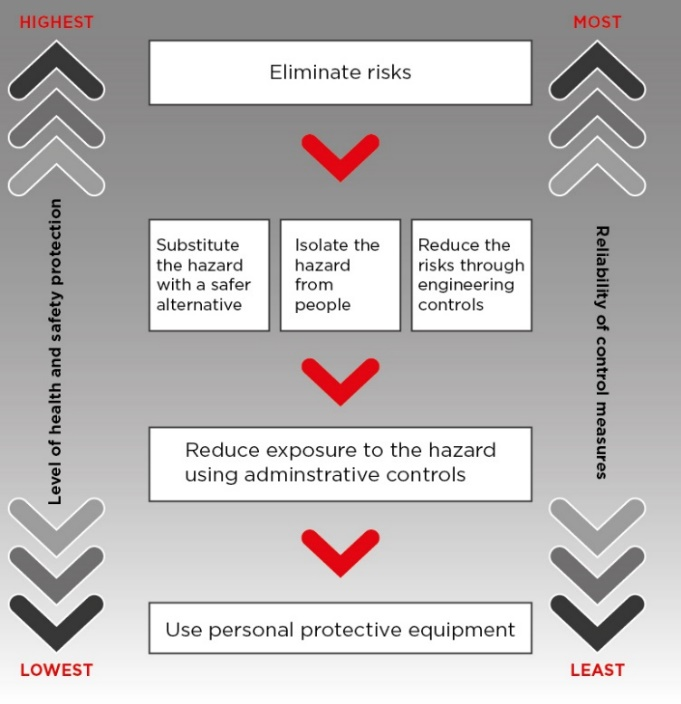 HIGHEST
MOST
Eliminate risks
Substitute
the hazard
with a safer
alternative
Isolate the
hazard
from
people
Reduce the
risks through
engineering
controls
Level of health and safety protection
Reliability of control measures
Reduce exposure to the hazard
using adminstrative controls
Use personal protective equipment
LOWEST
LEAST